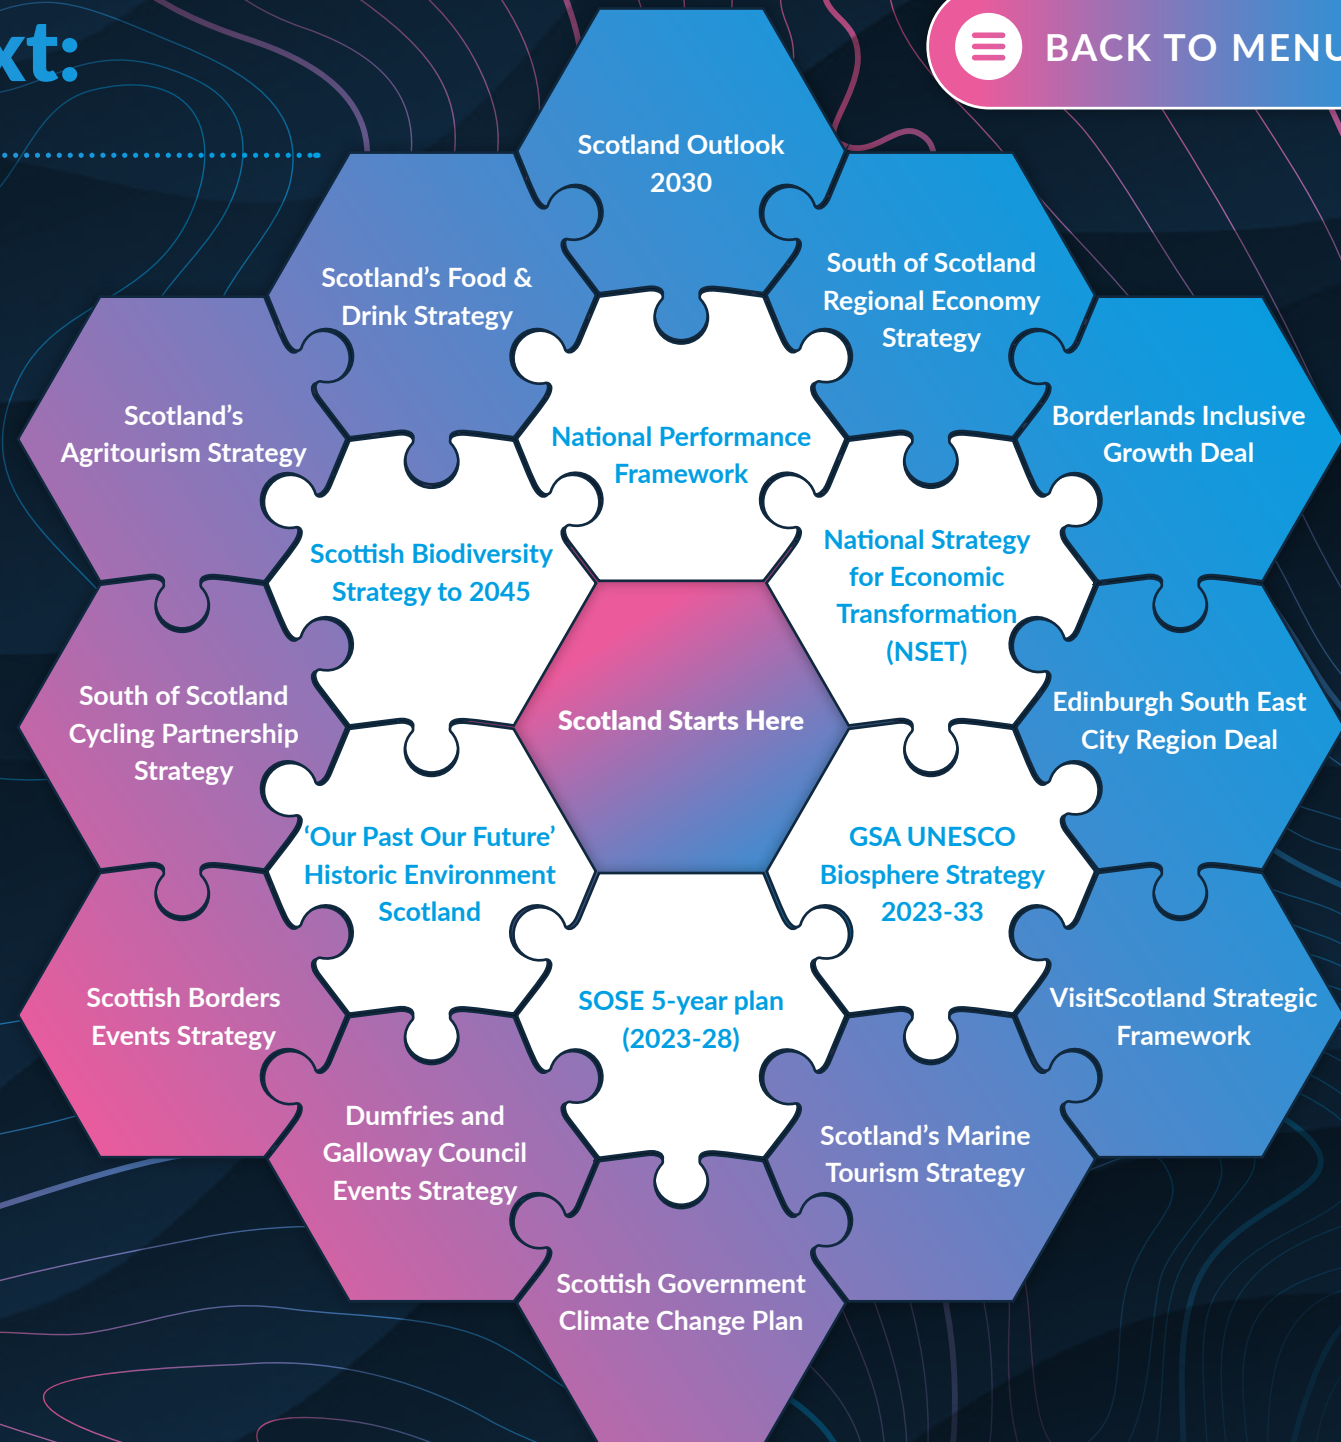 xt:
BACK TO MENU
Scotland Outlook
2030
Scotland’s Food &
Drink Strategy
South of Scotland
Regional Economy
Strategy
Scotland’s
Agritourism Strategy
National Performance
Framework
Borderlands Inclusive
Growth Deal
Scottish Biodiversity
Strategy to 2045
National Strategy
for Economic
Transformation
(NSET)
South of Scotland
Cycling Partnership
Strategy
Scotland Starts Here
Edinburgh South East
City Region Deal
‘Our Past Our Future’
Historic Environment
Scotland
GSA UNESCO
Biosphere Strategy
2023-33
Scottish Borders
Events Strategy
SOSE 5-year plan
(2023-28)
VisitScotland Strategic
Framework
Dumfries and
Galloway Council
Events Strategy
Scotland’s Marine
Tourism Strategy
Scottish Government
Climate Change Plan